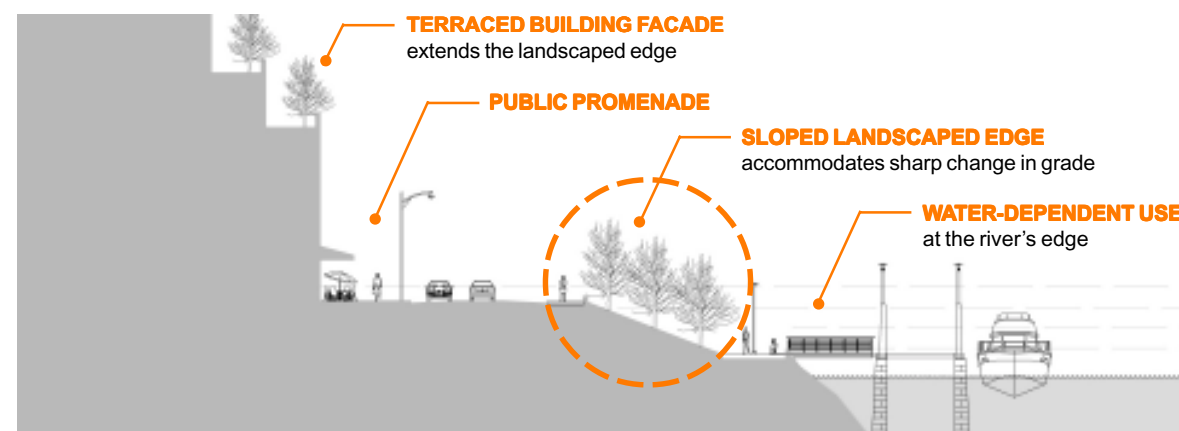 TERRACED BUILDING FACADE
extends the landscaped edge
PUBLIC PROMENADE
SLOPED LANDSCAPED EDGE
accommodates sharp change in grade
WATER-DEPENDENT USE
at the river's edge